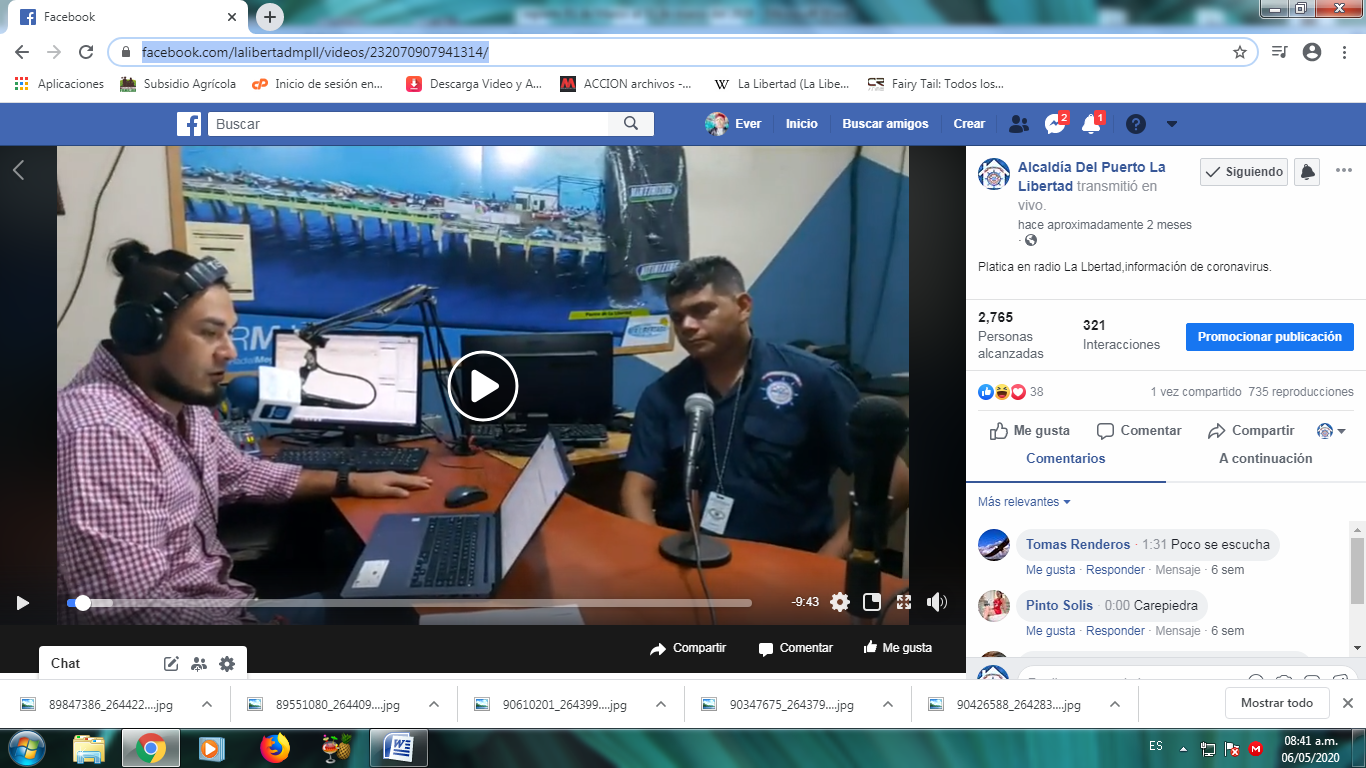 Facebook
facebook.com/lalibertadmpll/videos/232070907941314/
Aplicaciones
Subsidio Agrícola
Inicio de sesión en...
Descarga Video y A...
ACCION archivos -...
La Libertad (La Libe...
Fairy Tail: Todos los...
Buscar
Ever
Inicio
Buscar amigos
Crear
2
1
Alcaldía Del Puerto La
Libertad transmitió en
vivo.
hace aproximadamente 2 meses
Siguiendo
Platica en radio La Lbertad,información de coronavirus.
2,765
Personas
alcanzadas
321
Interacciones
Promocionar publicación
38
1 vez compartido 735 reproducciones
Me gusta
Comentar
Compartir
Comentarios
A continuación
Más relevantes
Tomas Renderos · 1:31 Poco se escucha
Me gusta · Responder · Mensaje · 6 sem
Pinto Solis · 0:00 Carepiedra
Me gusta · Responder · Mensaje · 6 sem
-9:43
Compartir
Comentar
Me gusta
Chat
89847386_264422....jpg
89551080_264409....jpg
90610201_264399....jpg
90347675_264379....jpg
90426588_264283....jpg
Mostrar todo
ES
08:41 a.m.
06/05/2020